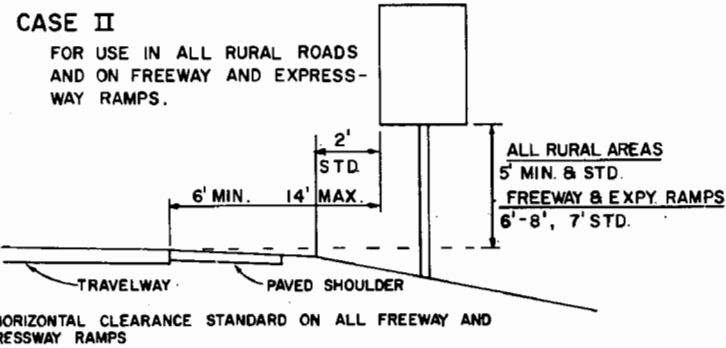 CASE II
FOR USE IN ALL RURAL ROADS
AND ON FREEWAY AND EXPRESS-
WAY RAMPS.
2'
STD.
6' MIN. 14' MAX.
ALL RURAL AREAS
5' MIN. & STD.
FREEWAY & EXPY. RAMPS
6'-8', 7' STD.
TRAVELWAY
PAVED SHOULDER
HORIZONTAL CLEARANCE STANDARD ON ALL FREEWAY AND
RESSWAY RAMPS